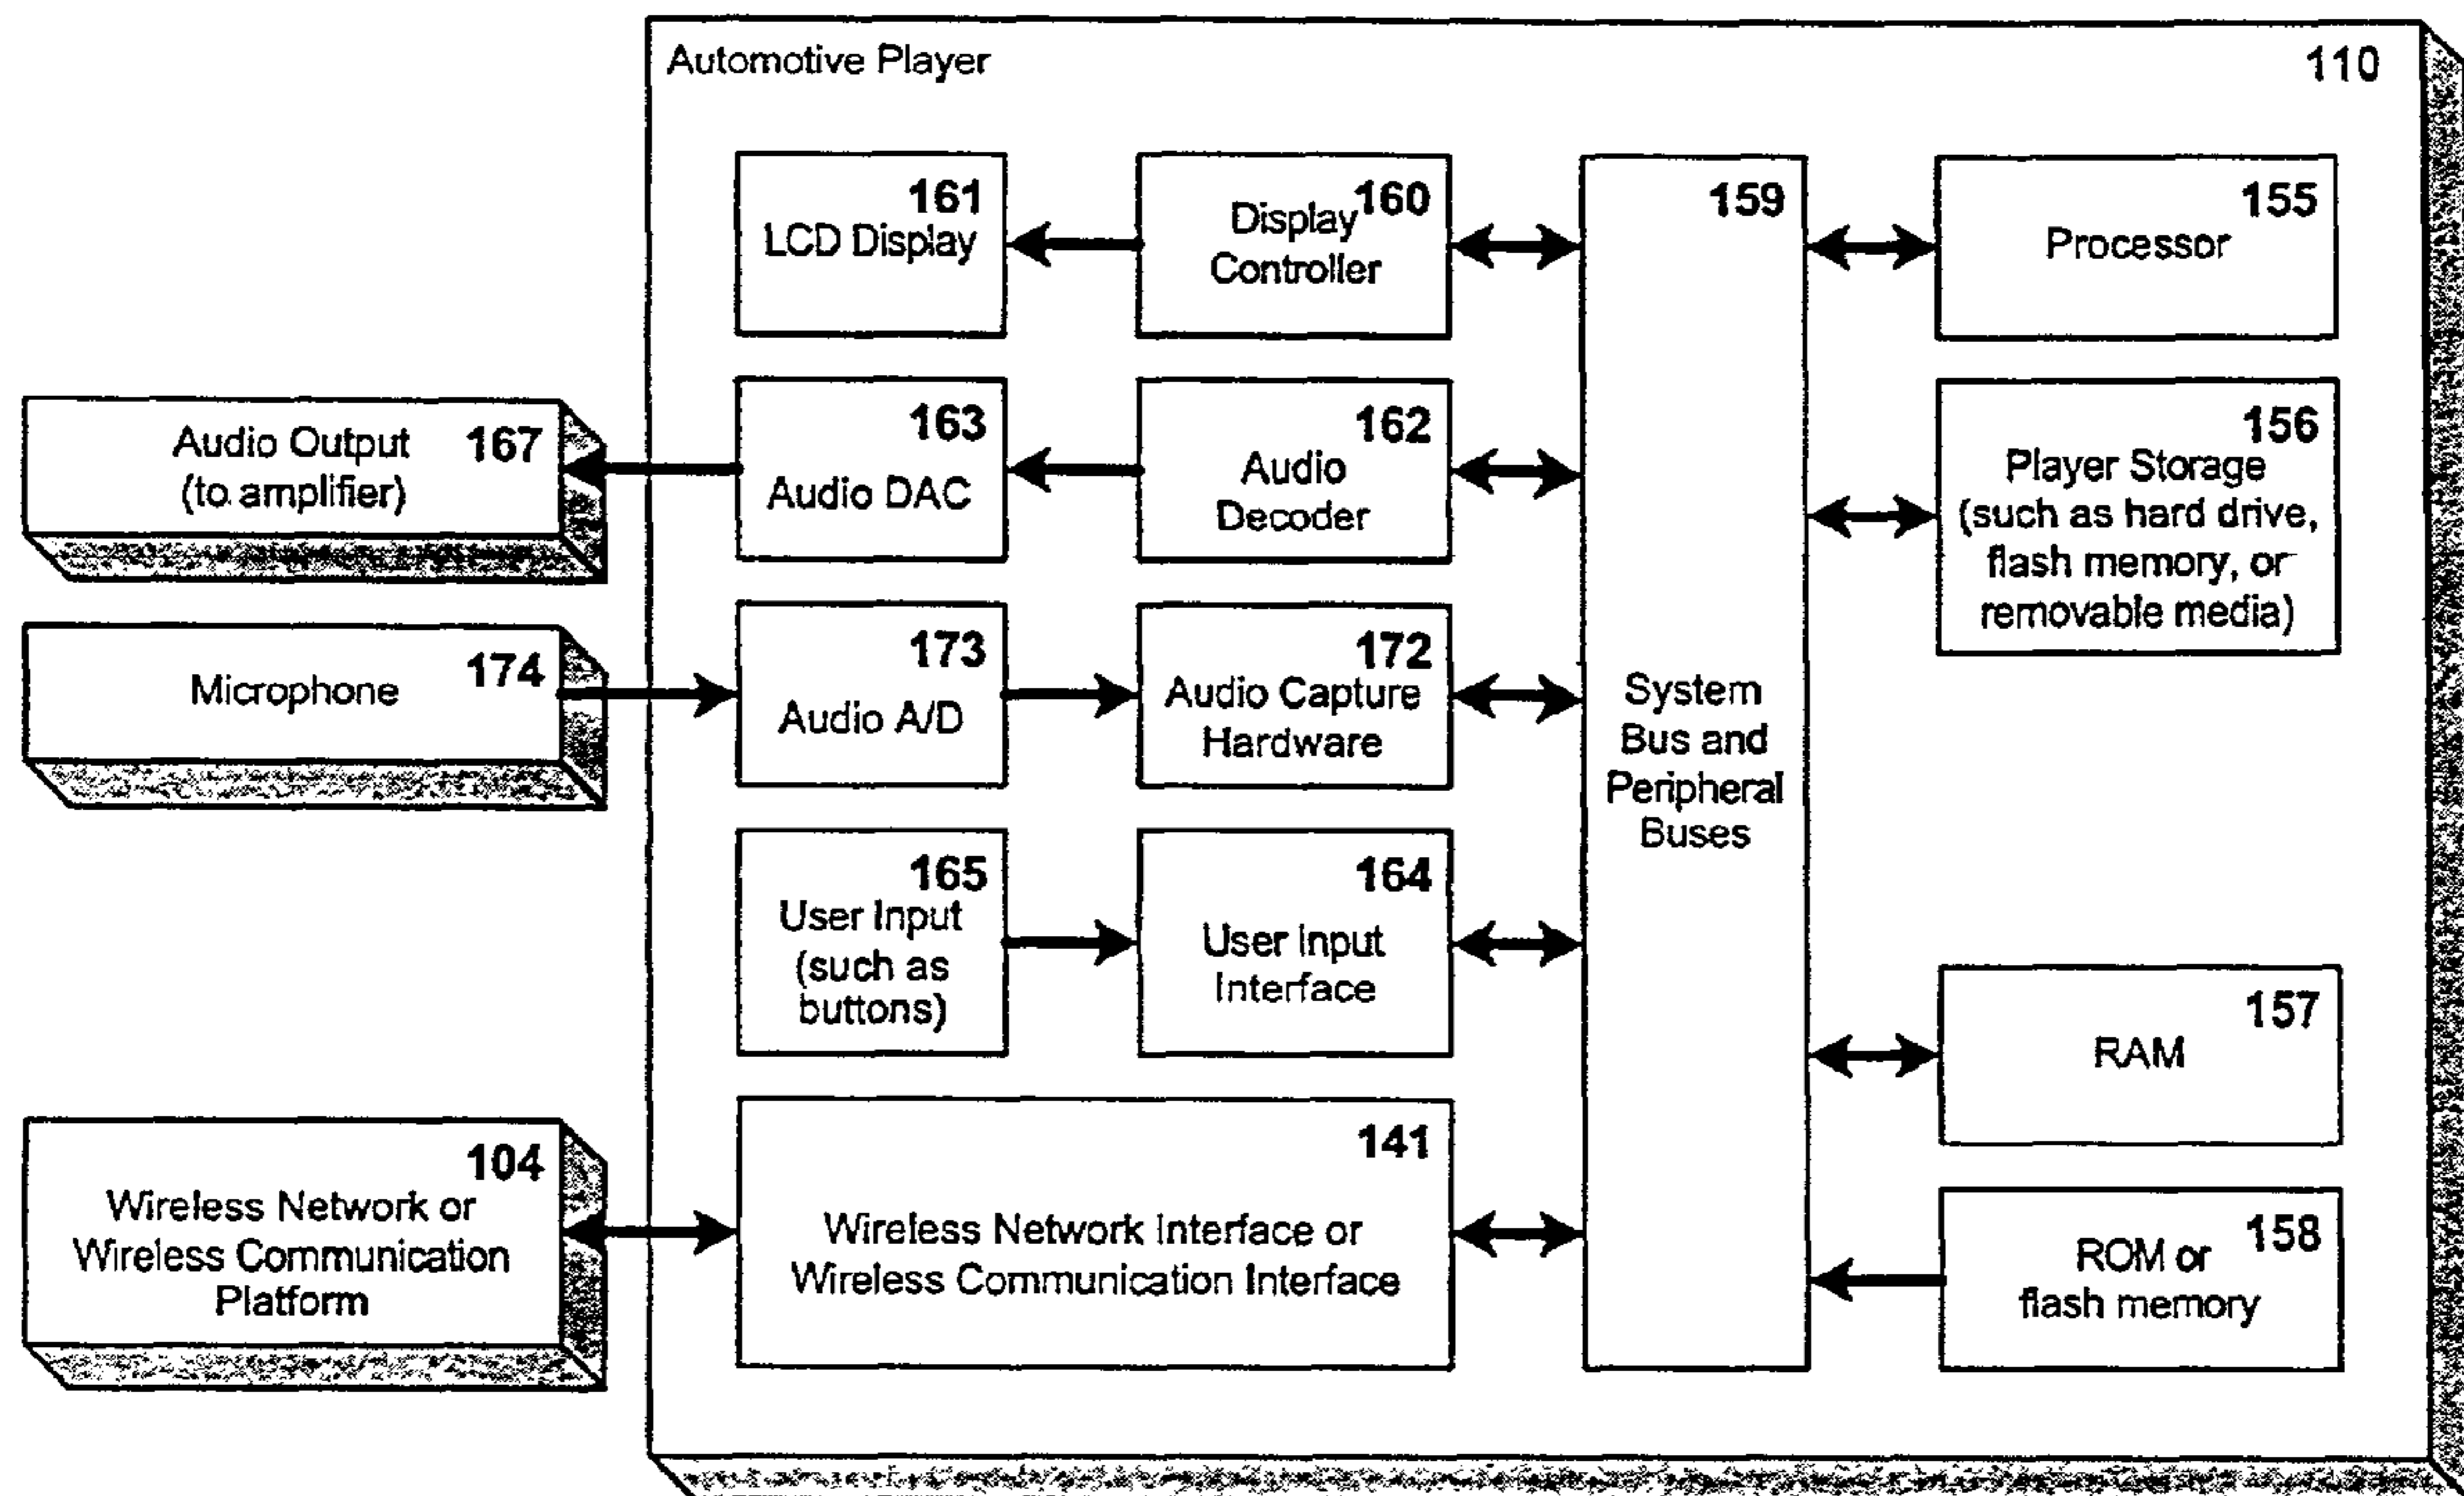 Automotive Player
110
161
LCD Display
160
Display
Controller
159
System
Bus and
Peripheral
Buses
155
Processor
167
Audio Output
(to amplifier)
163
Audio DAC
162
Audio
Decoder
156
Player Storage
(such as hard drive,
flash memory, or
removable media)
174
Microphone
173
Audio A/D
172
Audio Capture
Hardware
165
User Input
(such as
buttons)
164
User Input
Interface
157
RAM
104
Wireless Network or
Wireless Communication
Platform
141
Wireless Network Interface or
Wireless Communication Interface
158
ROM or
flash memory